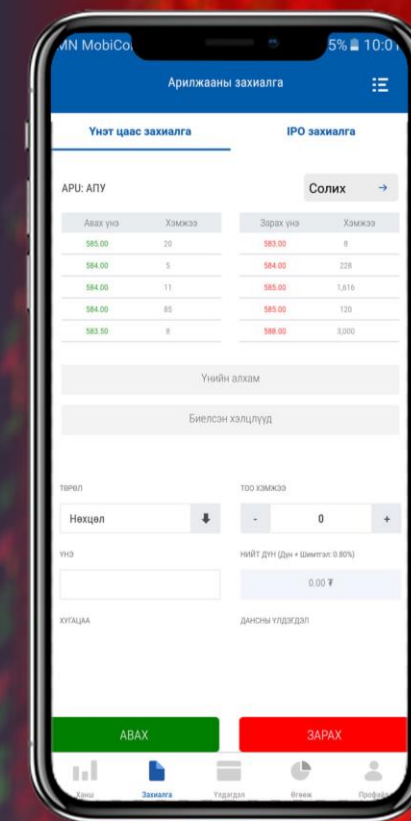 MN MobiCo
5% 10:01
Арилжааны захиалга
Үнэт цаас захиалга IPO захиалга
APU: АПУ
Солих →
Авах үнэ Хэмжээ Зарах үнэ Хэмжээ
585.00 20 583.00 8
584.00 5 584.00 228
584.00 11 585.00 1,616
584.00 85 585.00 120
583.50 8 588.00 3,000
Үнийн алхам
Биелсэн хэлцлүүд
ТӨРӨЛ ТОО ХЭМЖЭЭ
Нөхцөл - 0 +
ҮНЭ НИЙТ ДҮН (Дүн + Шимтгэл: 0.80%)
0.00 ₮
ХУГАЦАА ДАНСНЫ ҮЛДЭГДЭЛ
АВАХ ЗАРАХ
Ханш Захиалга Үлдэгдэл Өгөөж Профайл